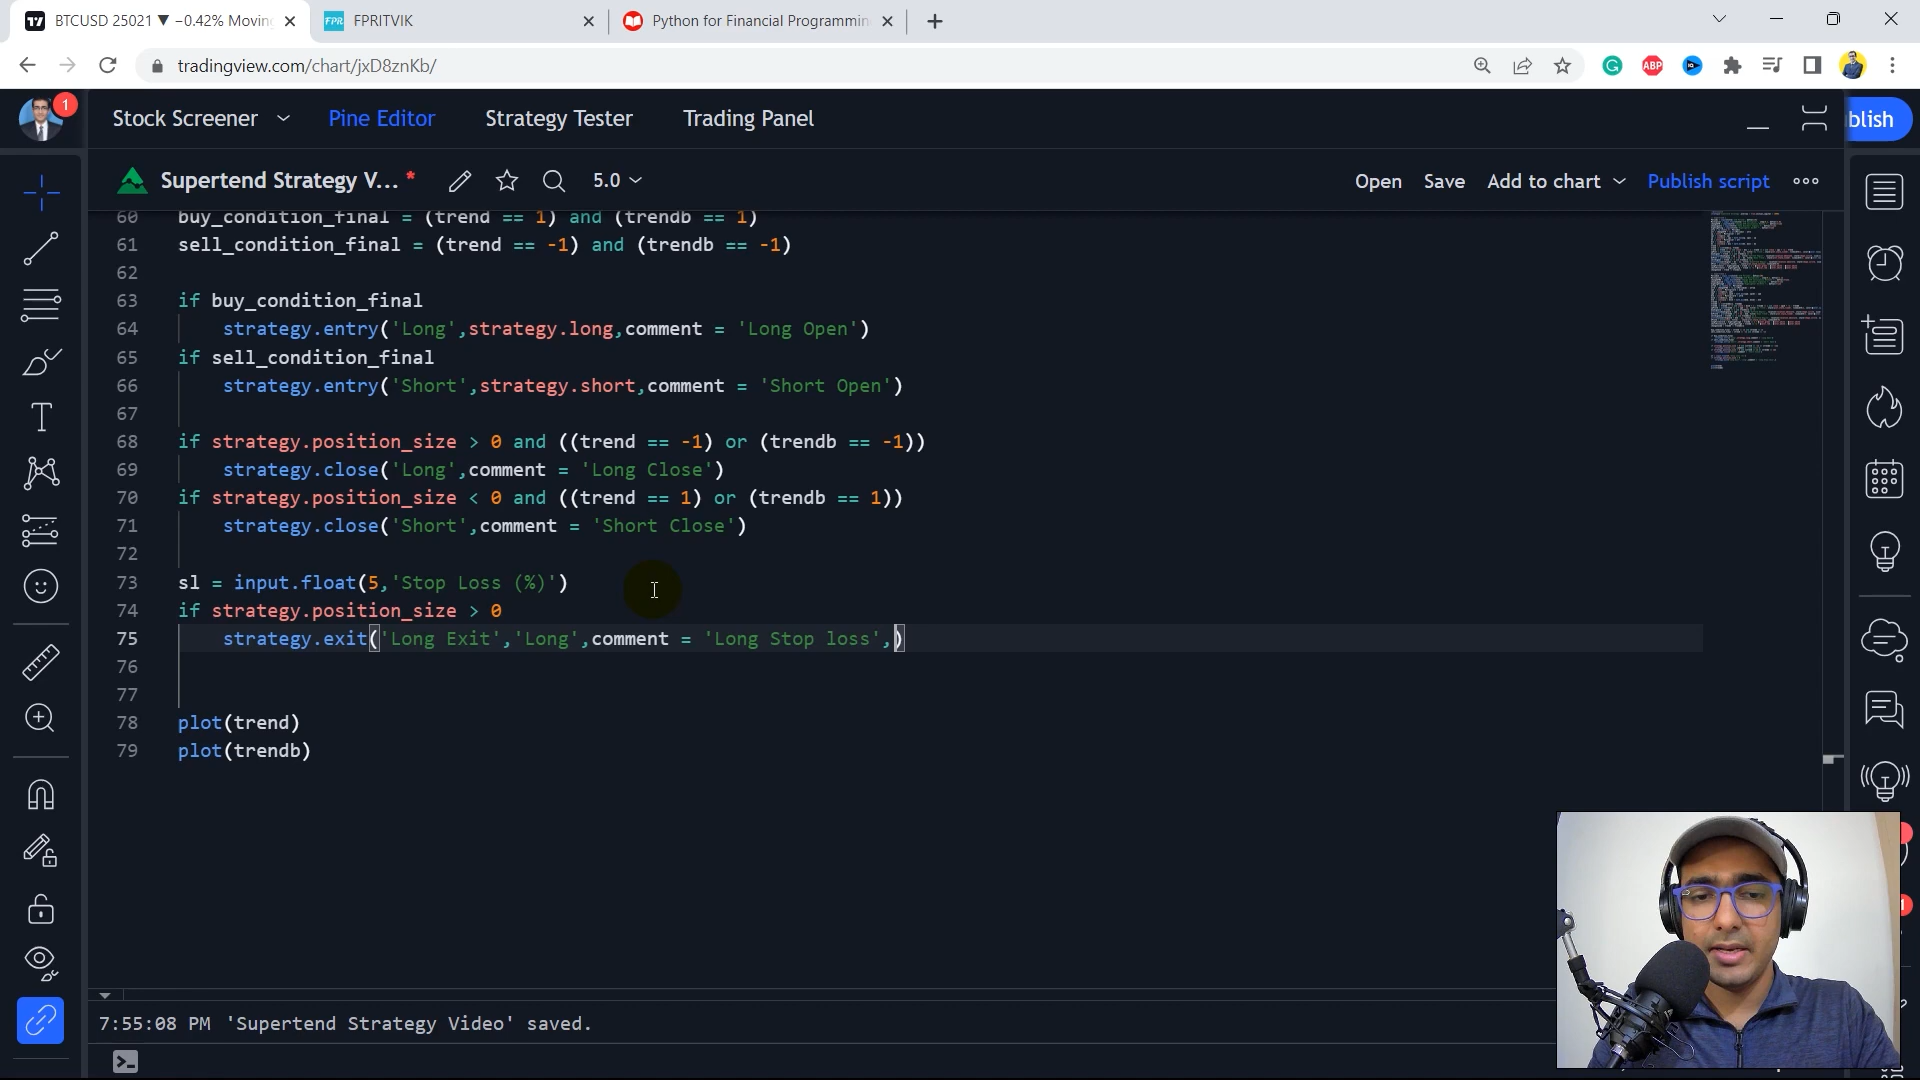 BTCUSD 25021 ▼ −0.42% Movin
FPR FPRITVIK
Python for Financial Programmin
tradingview.com/chart/jxD8znKb/
1
Stock Screener
Pine Editor
Strategy Tester
Trading Panel
blish
Supertend Strategy V... *
5.0
Open
Save
Add to chart
Publish script
60 buy_condition_final = (trend == 1) and (trendb == 1)
61 sell_condition_final = (trend == -1) and (trendb == -1)
62
63 if buy_condition_final
64 strategy.entry('Long',strategy.long,comment = 'Long Open')
65 if sell_condition_final
66 strategy.entry('Short',strategy.short,comment = 'Short Open')
67
68 if strategy.position_size > 0 and ((trend == -1) or (trendb == -1))
69 strategy.close('Long',comment = 'Long Close')
70 if strategy.position_size < 0 and ((trend == 1) or (trendb == 1))
71 strategy.close('Short',comment = 'Short Close')
72
73 sl = input.float(5,'Stop Loss (%)')
74 if strategy.position_size > 0
75 strategy.exit('Long Exit','Long',comment = 'Long Stop loss',)
76
77
78 plot(trend)
79 plot(trendb)
7:55:08 PM 'Supertend Strategy Video' saved.